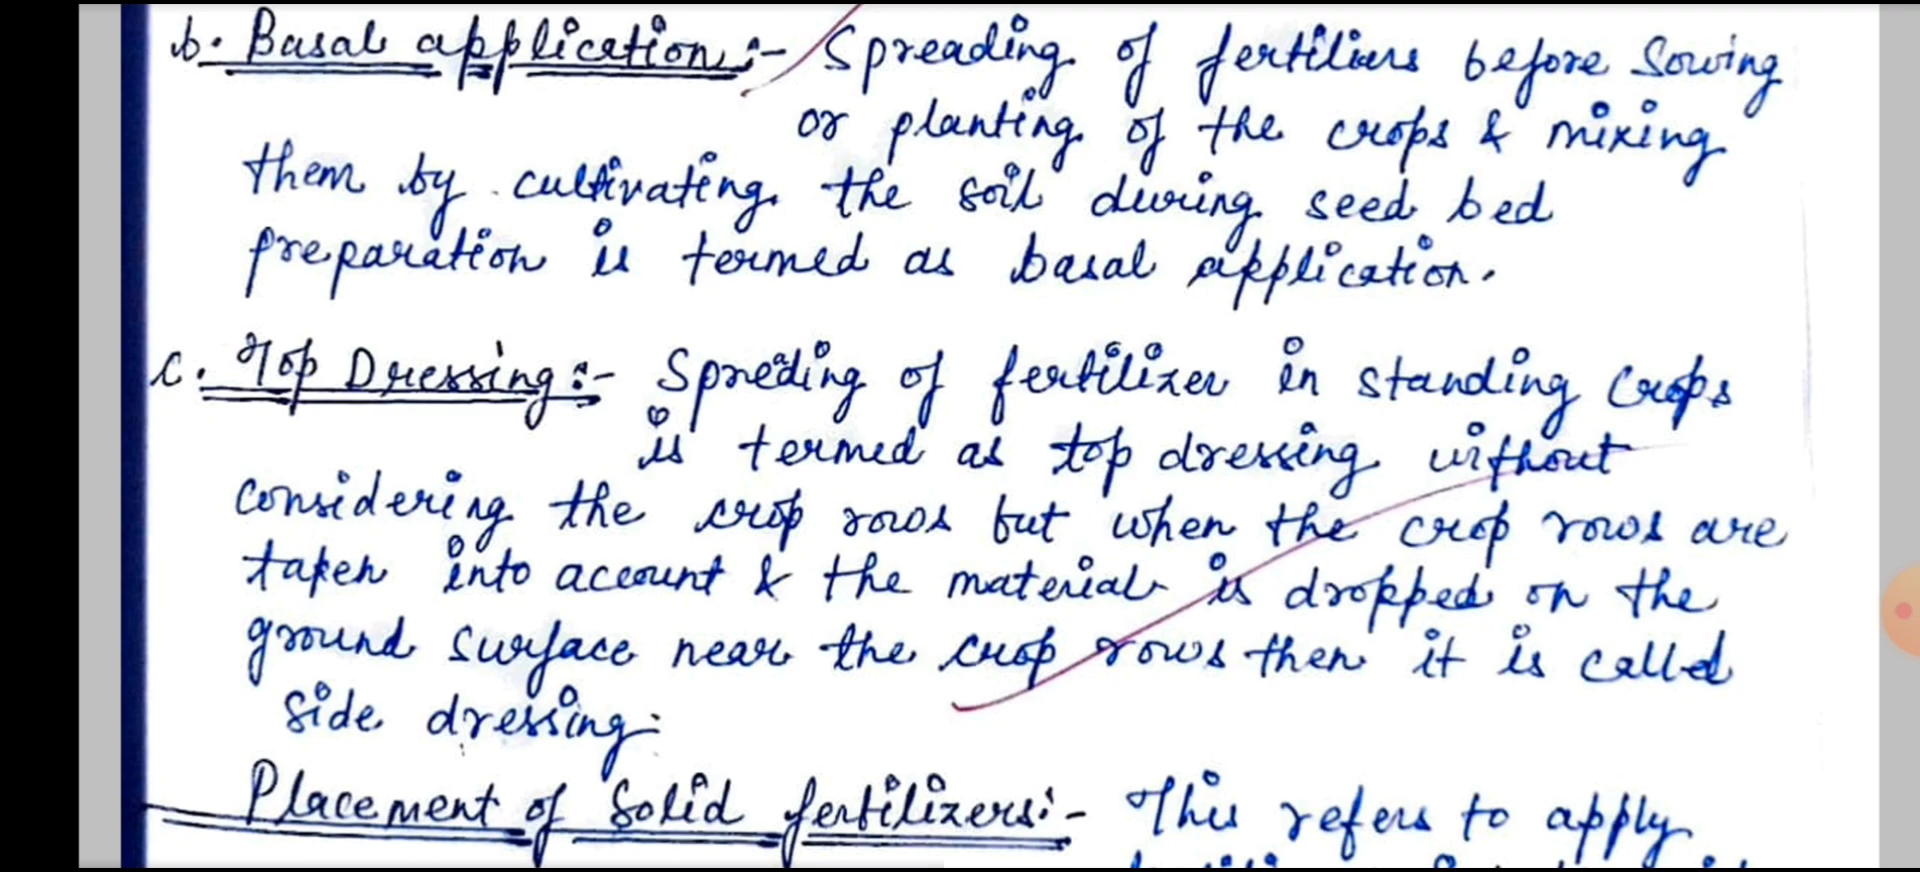 b. Basal application :- Spreading of fertiliers before Sowing
or planting of the crops & mixing
them by cultivating the soil during seed bed
preparation is termed as basal application.
c. Top Dressing :- Spreding of fertilizer in standing Crops
is termed as top dressing without
considering the crop rows but when the crop rows are
taken into account & the material is dropped on the
ground surface near the crop rows then it is called
side dressing.
Placement of Solid fertilizers :- This refers to apply